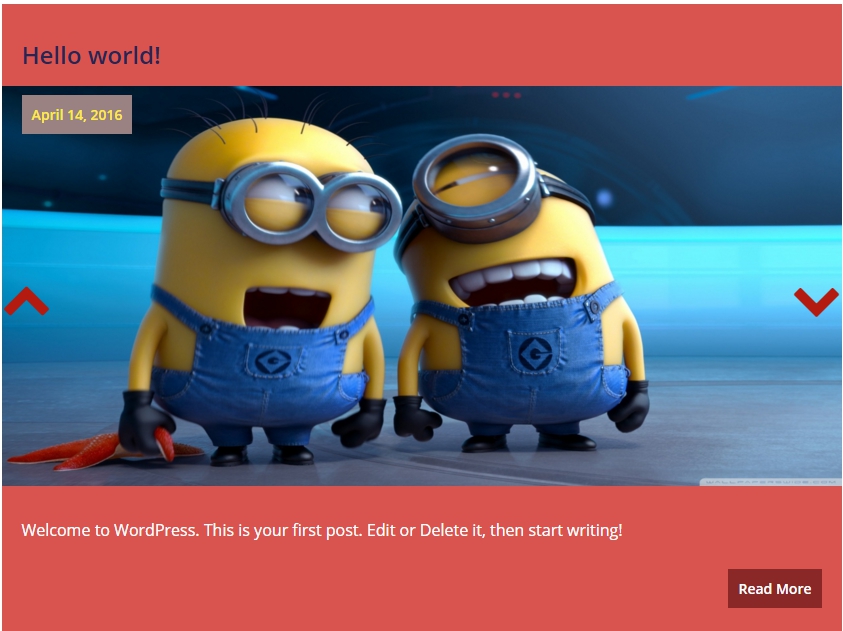 Hello world!
April 14, 2016
Welcome to WordPress. This is your first post. Edit or Delete it, then start writing!
Read More